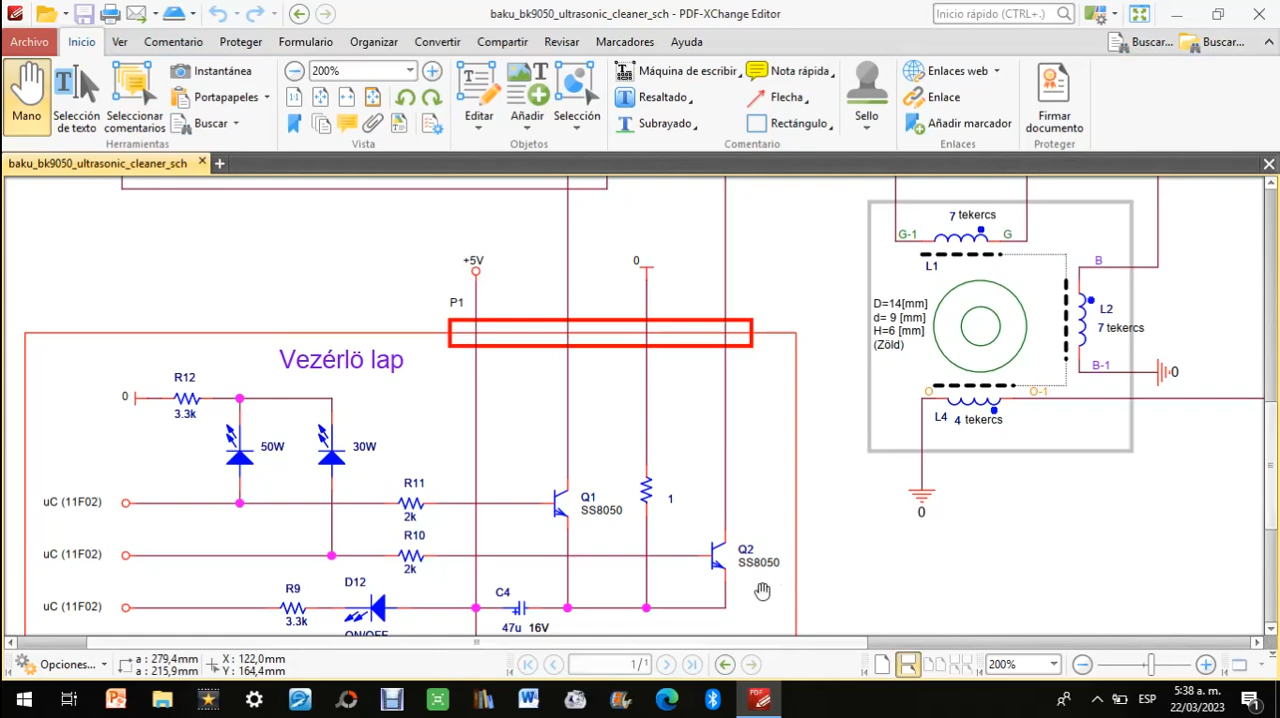 baku_bk9050_ultrasonic_cleaner_sch - PDF-XChange Editor
Inicio rápido (CTRL+.)
Archivo Inicio Ver Comentario Proteger Formulario Organizar Convertir Compartir Revisar Marcadores Ayuda Buscar... Buscar...
Mano
Selección de texto
Seleccionar comentarios
Instantánea
Portapapeles
Buscar
Herramientas
200%
Vista
Editar
Añadir
Selección
Objetos
Máquina de escribir
Resaltado
Subrayado
Nota rápida
Flecha
Rectángulo
Comentario
Sello
Enlaces web
Enlace
Añadir marcador
Enlaces
Firmar documento
Proteger
baku_bk9050_ultrasonic_cleaner_sch
7 tekercs
G-1 G
L1
B
L2
7 tekercs
B-1
0
D=14[mm]
d= 9 [mm]
H=6 [mm]
(Zöld)
O O-1
L4 4 tekercs
0
+5V
0
P1
Vezérlö lap
R12
0
3.3k
50W
30W
uC (11F02)
R11
2k
Q1
SS8050
1
uC (11F02)
R10
2k
Q2
SS8050
uC (11F02)
R9
3.3k
D12
ON/OFF
C4
47u 16V
Opciones...
a : 279,4mm
a : 215,9mm
X : 122,0mm
Y : 164,4mm
1/1
200%
ESP
5:38 a. m.
22/03/2023
1